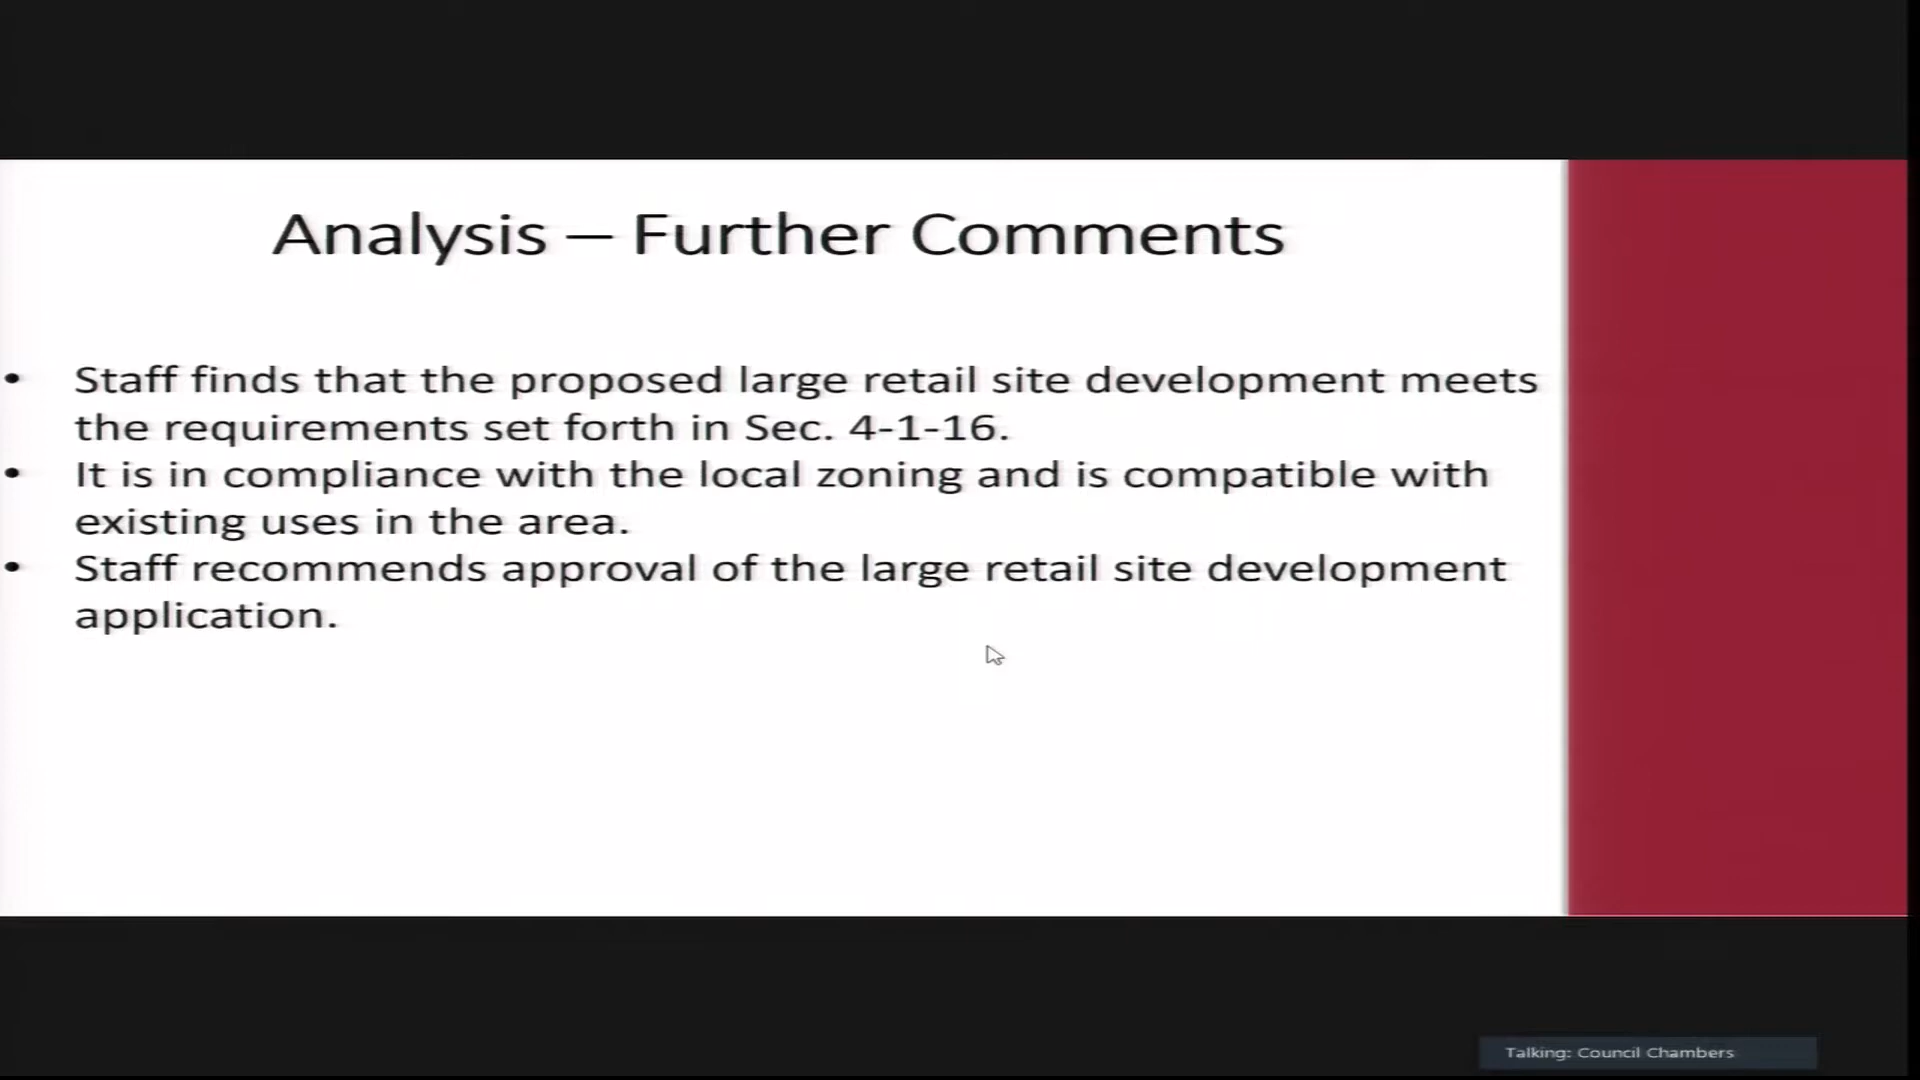 Analysis – Further Comments
• Staff finds that the proposed large retail site development meets
the requirements set forth in Sec. 4-1-16.
• It is in compliance with the local zoning and is compatible with
existing uses in the area.
• Staff recommends approval of the large retail site development
application.
Talking: Council Chambers